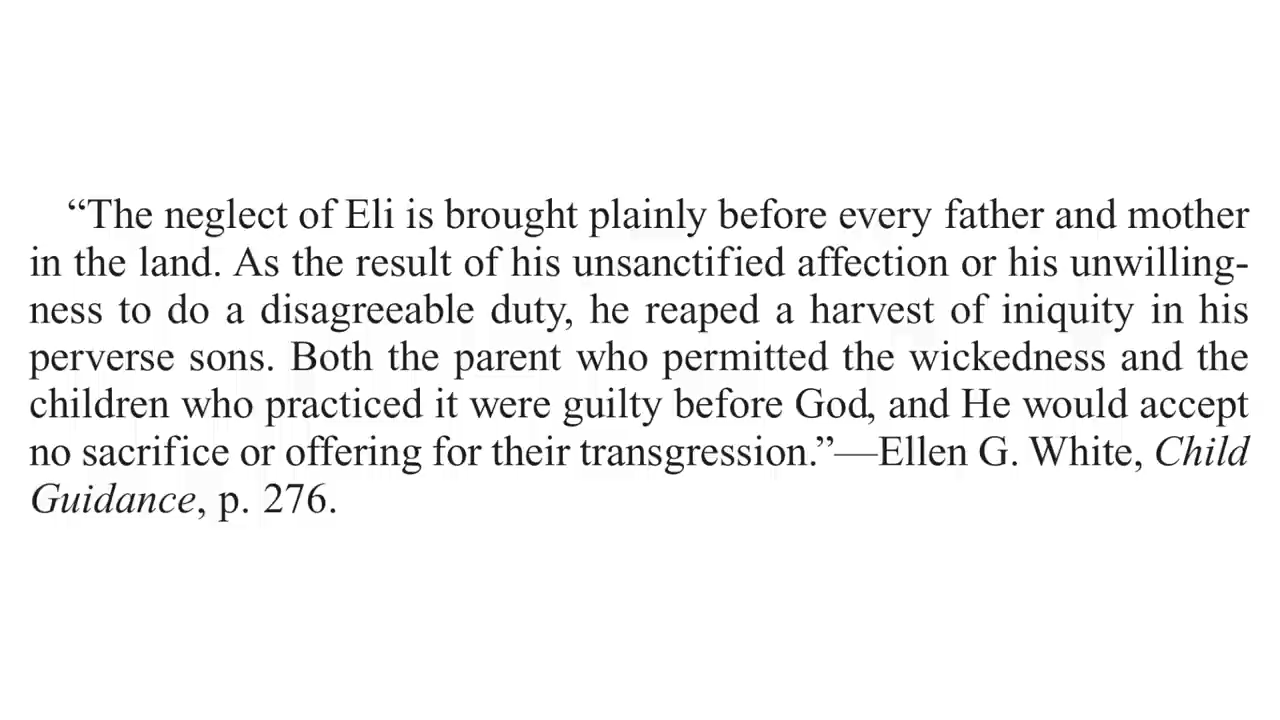 “The neglect of Eli is brought plainly before every father and mother
in the land. As the result of his unsanctified affection or his unwilling-
ness to do a disagreeable duty, he reaped a harvest of iniquity in his
perverse sons. Both the parent who permitted the wickedness and the
children who practiced it were guilty before God, and He would accept
no sacrifice or offering for their transgression.”—Ellen G. White, Child
Guidance, p. 276.